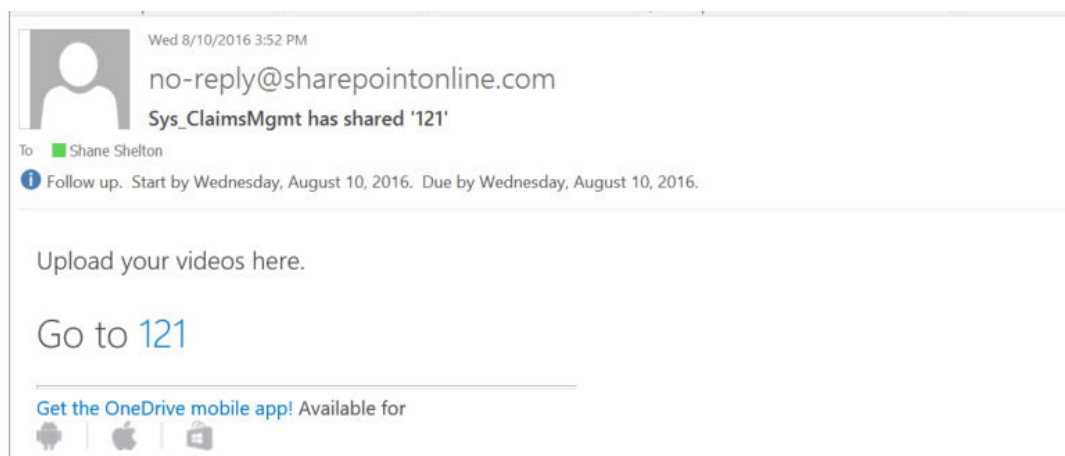 Wed 8/10/2016 3:52 PM
no-reply@sharepointonline.com
Sys_ClaimsMgmt has shared '121'
To Shane Shelton
Follow up. Start by Wednesday, August 10, 2016. Due by Wednesday, August 10, 2016.
Upload your videos here.
Go to 121
Get the OneDrive mobile app! Available for